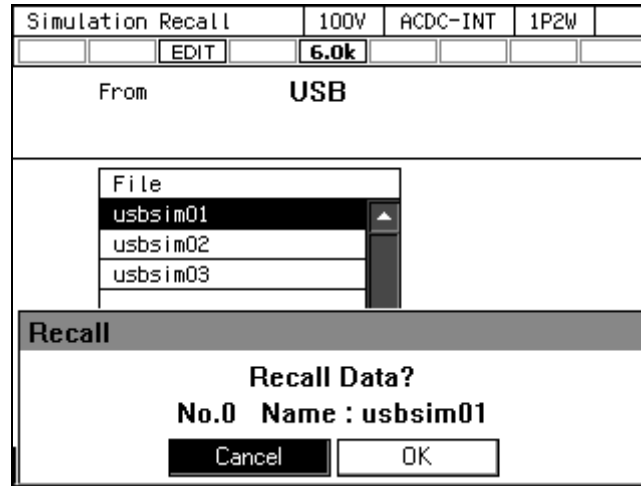 Simulation Recall 100V ACDC-INT 1P2W
EDIT 6.0k
From USB
File
usbsim01
usbsim02
usbsim03
Recall
Recall Data?
No.0 Name : usbsim01
Cancel OK